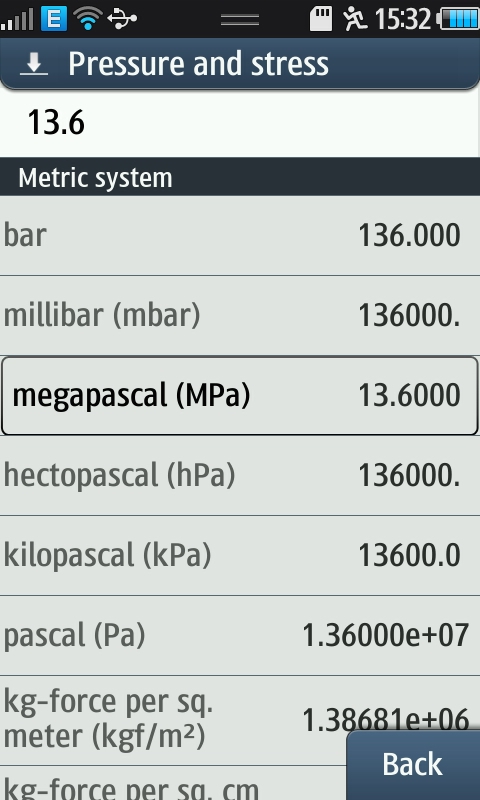 E 15:32
Pressure and stress
13.6
Metric system
bar 136.000
millibar (mbar) 136000.
megapascal (MPa) 13.6000
hectopascal (hPa) 136000.
kilopascal (kPa) 13600.0
pascal (Pa) 1.36000e+07
kg-force per sq.
meter (kgf/m²) 1.38681e+06
kg-force per sq. cm
Back